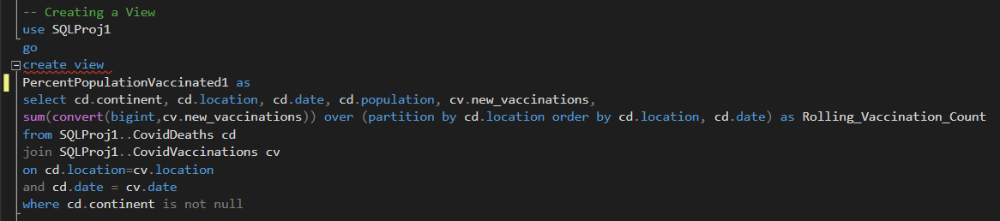 -- Creating a View
use SQLProj1
go
create view
PercentPopulationVaccinated1 as
select cd.continent, cd.location, cd.date, cd.population, cv.new_vaccinations,
sum(convert(bigint,cv.new_vaccinations)) over (partition by cd.location order by cd.location, cd.date) as Rolling_Vaccination_Count
from SQLProj1..CovidDeaths cd
join SQLProj1..CovidVaccinations cv
on cd.location=cv.location
and cd.date = cv.date
where cd.continent is not null